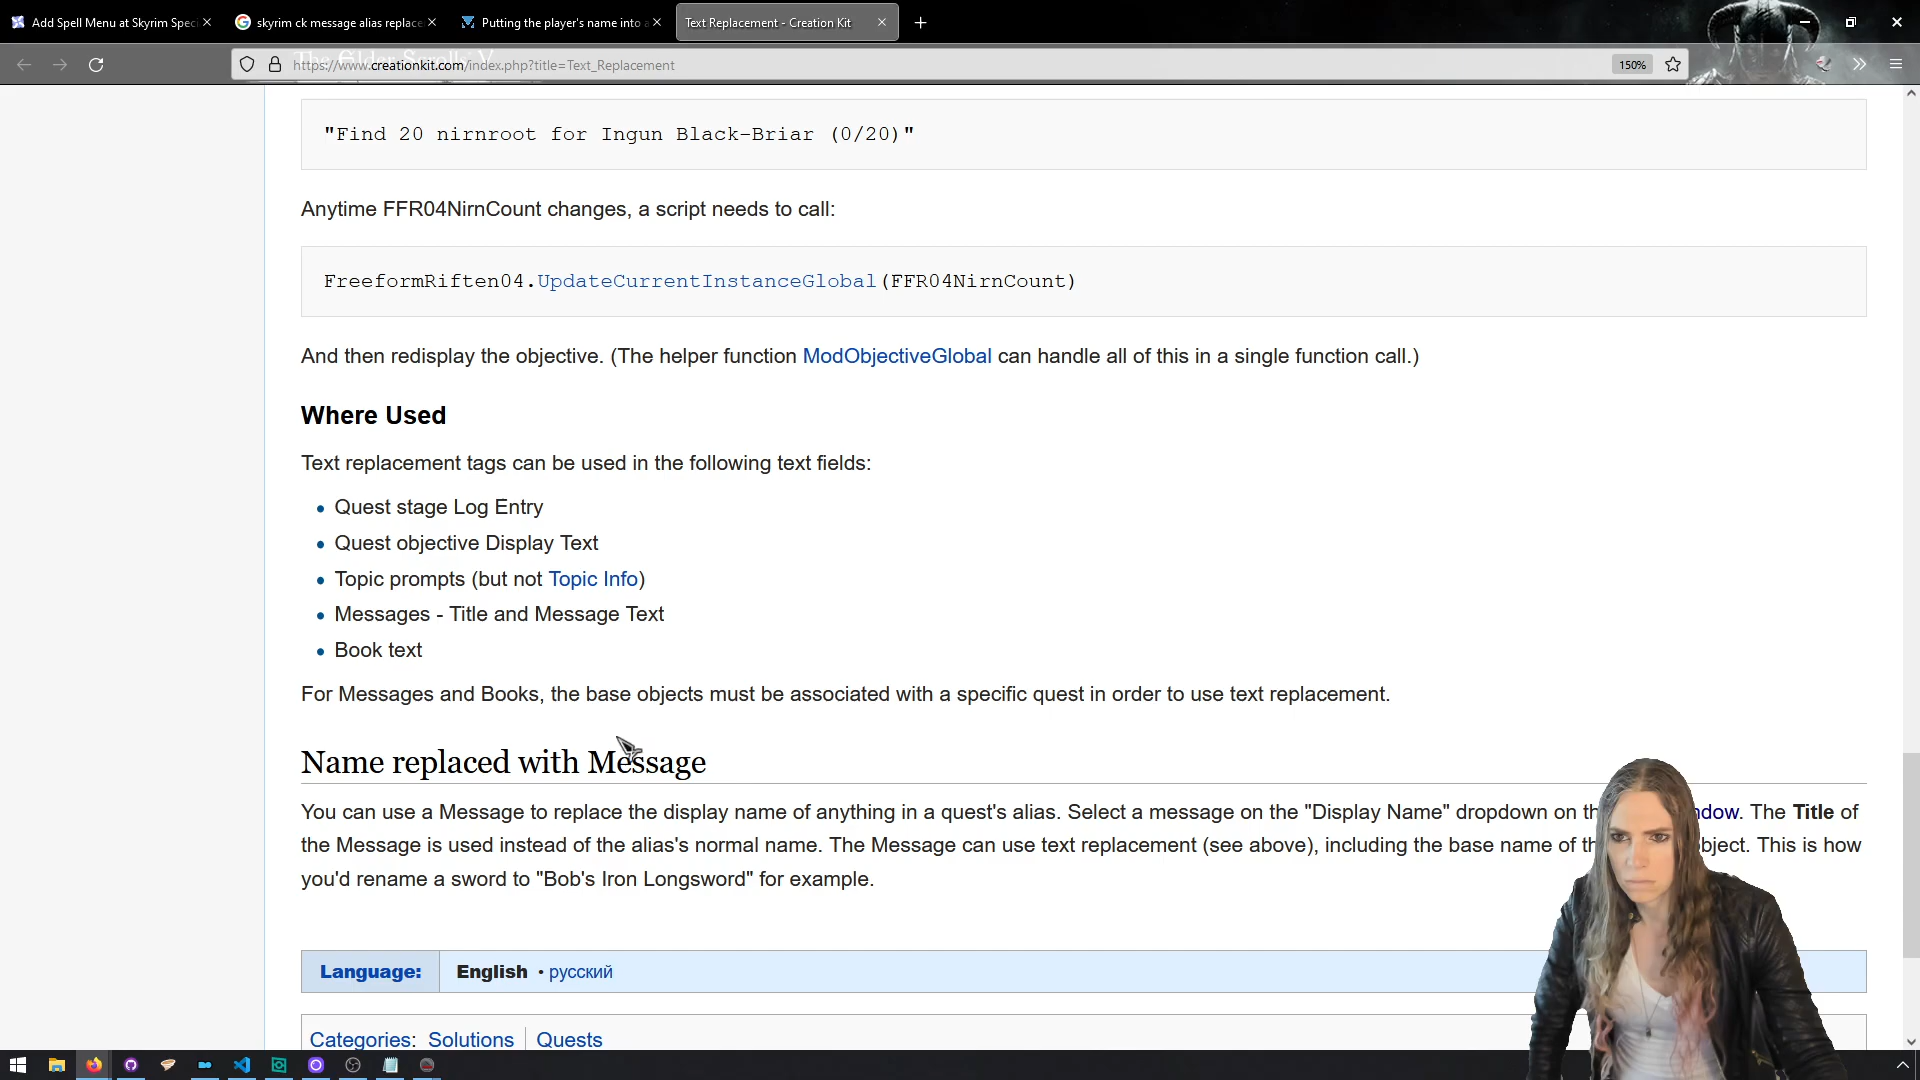 Add Spell Menu at Skyrim Speci
skyrim ck message alias replace
Putting the player's name into a
Text Replacement - Creation Kit
https://www.creationkit.com/index.php?title=Text_Replacement
150%
"Find 20 nirnroot for Ingun Black-Briar (0/20)"
Anytime FFR04NirnCount changes, a script needs to call:
FreeformRiften04.UpdateCurrentInstanceGlobal(FFR04NirnCount)
And then redisplay the objective. (The helper function ModObjectiveGlobal can handle all of this in a single function call.)
Where Used
Text replacement tags can be used in the following text fields:
• Quest stage Log Entry
• Quest objective Display Text
• Topic prompts (but not Topic Info)
• Messages - Title and Message Text
• Book text
For Messages and Books, the base objects must be associated with a specific quest in order to use text replacement.
Name replaced with Message
You can use a Message to replace the display name of anything in a quest's alias. Select a message on the "Display Name" dropdown on th ndow. The Title of
the Message is used instead of the alias's normal name. The Message can use text replacement (see above), including the base name of th bject. This is how
you'd rename a sword to "Bob's Iron Longsword" for example.
Language: English • русский
Categories: Solutions | Quests